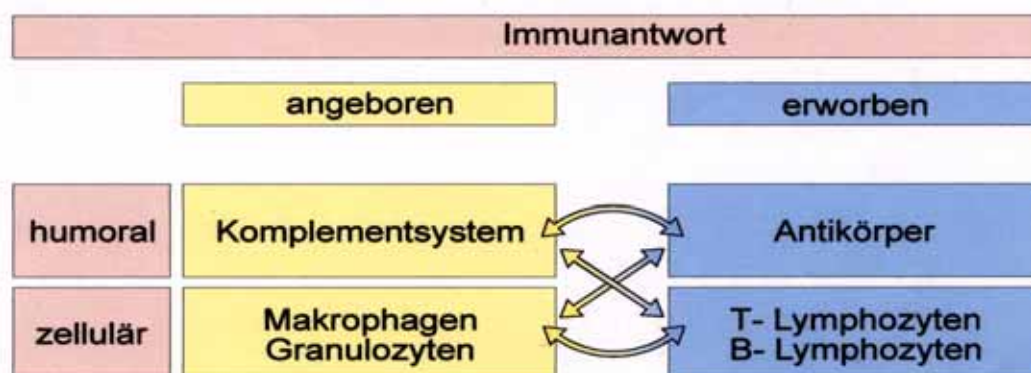 Immunantwort
angeboren
erworben
humoral
Komplementsystem
Antikörper
zellulär
Makrophagen
Granulozyten
T- Lymphozyten
B- Lymphozyten